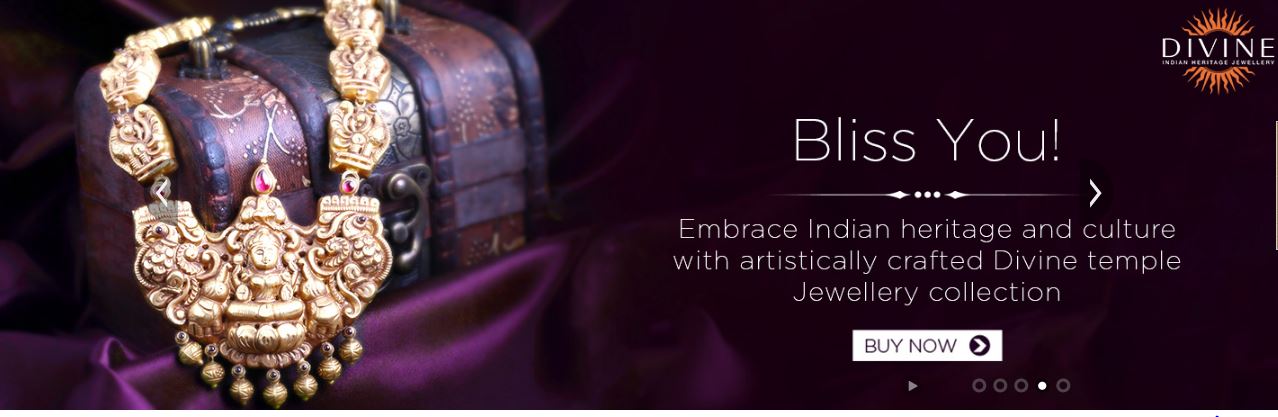 DIVINE
INDIAN HERITAGE JEWELLERY
Bliss You!
Embrace Indian heritage and culture
with artistically crafted Divine temple
Jewellery collection
BUY NOW